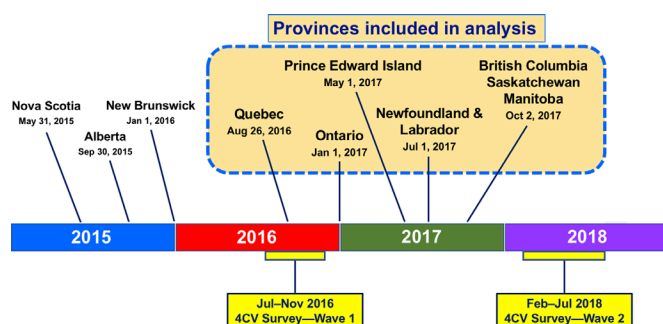 Provinces included in analysis
Prince Edward Island
May 1, 2017
British Columbia
Saskatchewan
Manitoba
Oct 2, 2017
Nova Scotia
May 31, 2015
New Brunswick
Jan 1, 2016
Alberta
Sep 30, 2015
Quebec
Aug 26, 2016
Ontario
Jan 1, 2017
Newfoundland &
Labrador
Jul 1, 2017
2015
2016
2017
2018
Jul–Nov 2016
4CV Survey—Wave 1
Feb–Jul 2018
4CV Survey—Wave 2